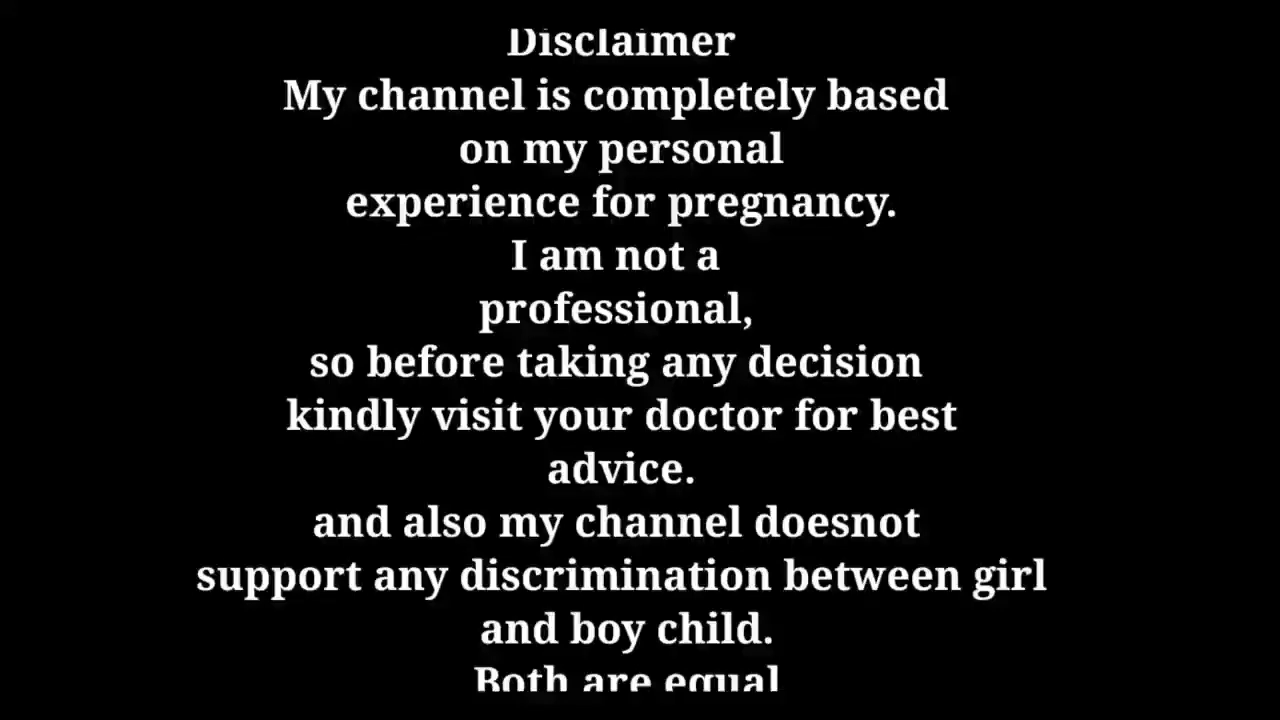 Disclaimer
My channel is completely based
on my personal
experience for pregnancy.
I am not a
professional,
so before taking any decision
kindly visit your doctor for best
advice.
and also my channel doesnot
support any discrimination between girl
and boy child.
Both are equal